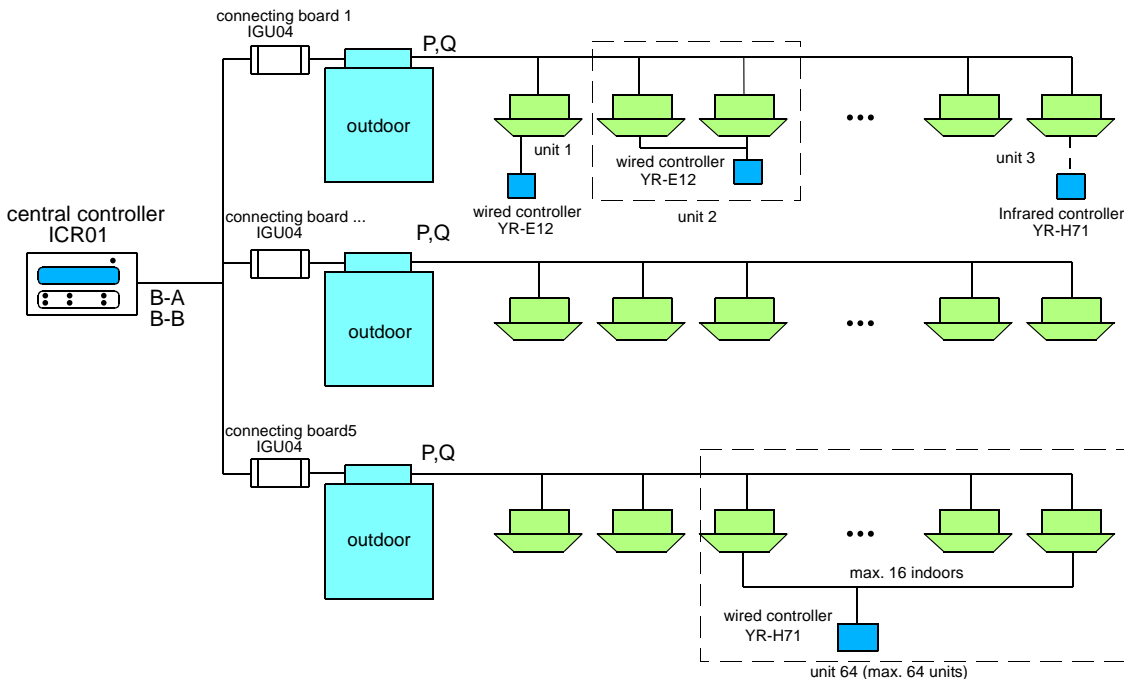 connecting board 1
IGU04
P,Q
outdoor
unit 1
wired controller
YR-E12
unit 2
wired controller
YR-E12
•••
unit 3
Infrared controller
YR-H71
central controller
ICR01
B-A
B-B
connecting board ...
IGU04
P,Q
outdoor
•••
connecting board5
IGU04
P,Q
outdoor
•••
max. 16 indoors
wired controller
YR-H71
unit 64 (max. 64 units)